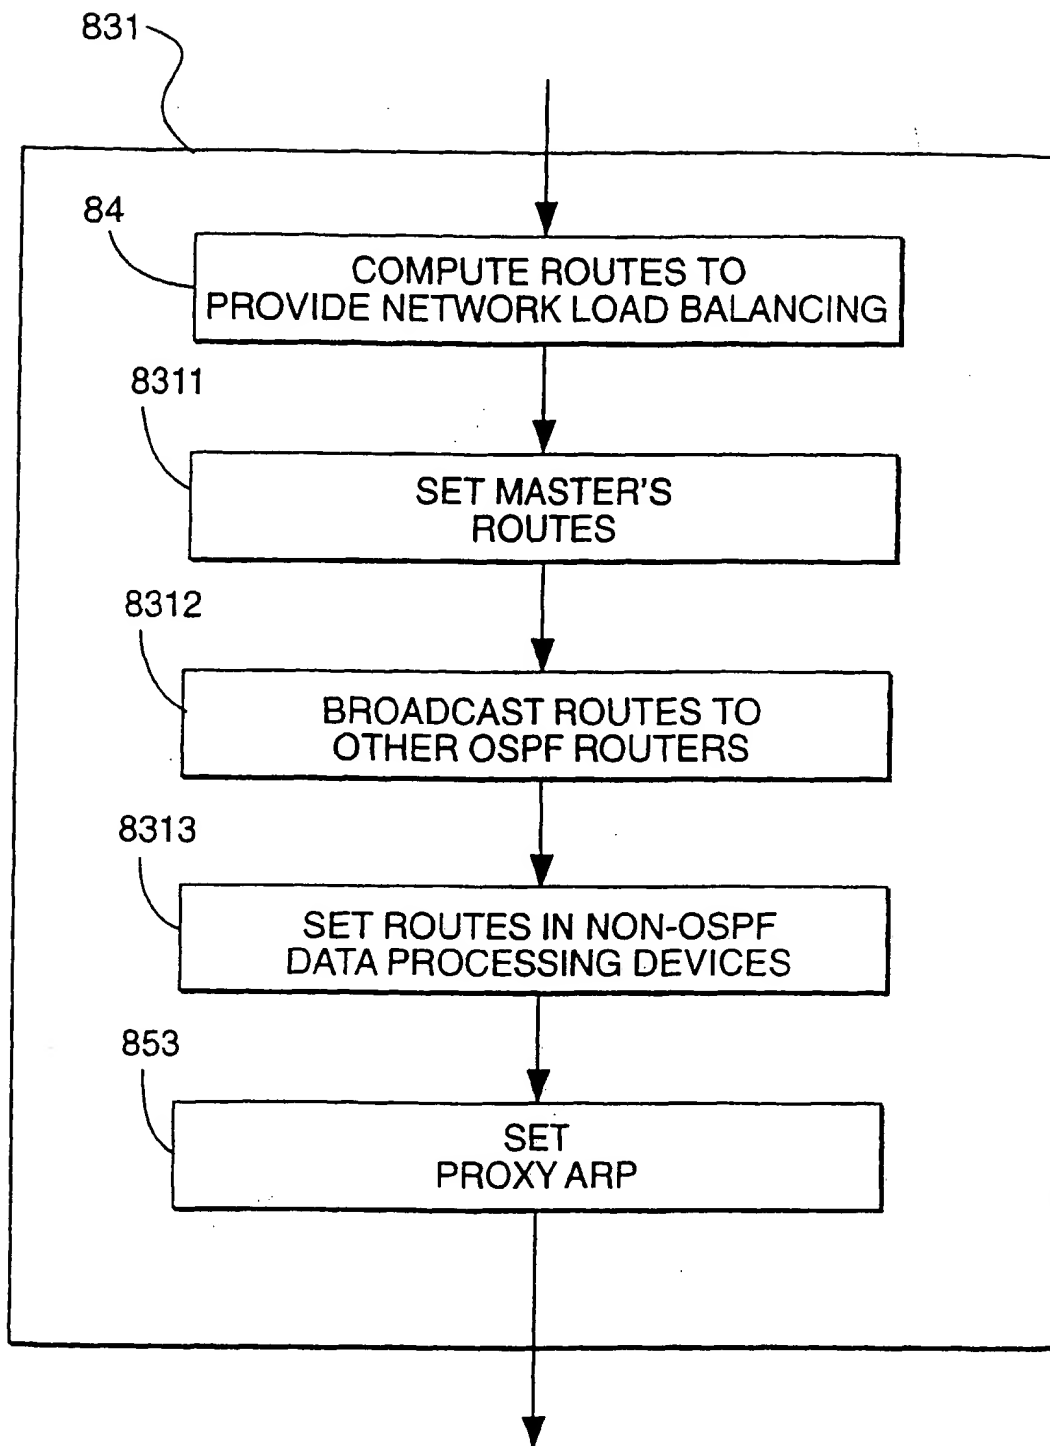 831
84
COMPUTE ROUTES TO
PROVIDE NETWORK LOAD BALANCING
8311
SET MASTER'S
ROUTES
8312
BROADCAST ROUTES TO
OTHER OSPF ROUTERS
8313
SET ROUTES IN NON-OSPF
DATA PROCESSING DEVICES
853
SET
PROXY ARP